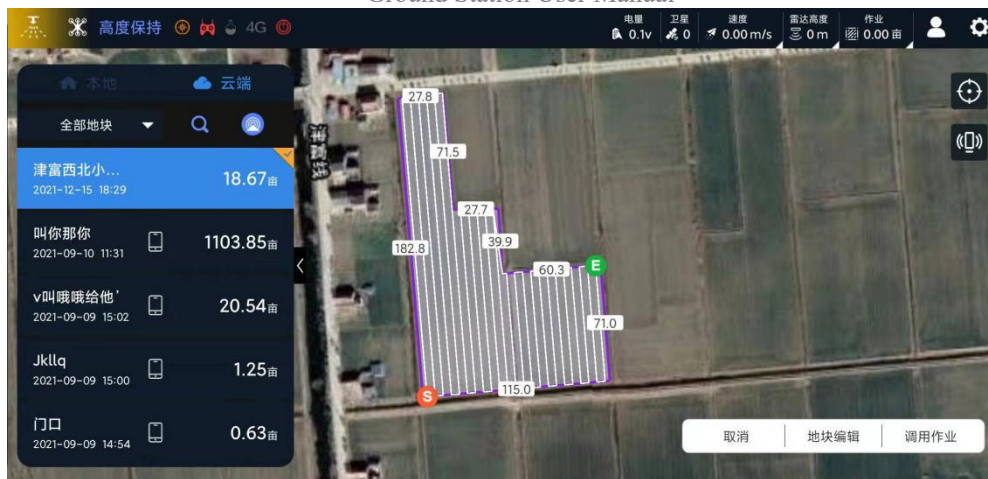 Ground Station User Manual
高度保持 4G
电量 0.1v
卫星 0
速度 0.00 m/s
雷达高度 0 m
作业 0.00 亩
本地 云端
全部地块
津富西北小...
2021-12-15 18:29
18.67亩
叫你那你
2021-09-10 11:31
1103.85亩
v叫哦哦给他’
2021-09-09 15:02
20.54亩
Jkllq
2021-09-09 15:00
1.25亩
门口
2021-09-09 14:54
0.63亩
津富线
27.8
71.5
27.7
182.8
39.9
60.3
E
71.0
115.0
S
取消 地块编辑 调用作业